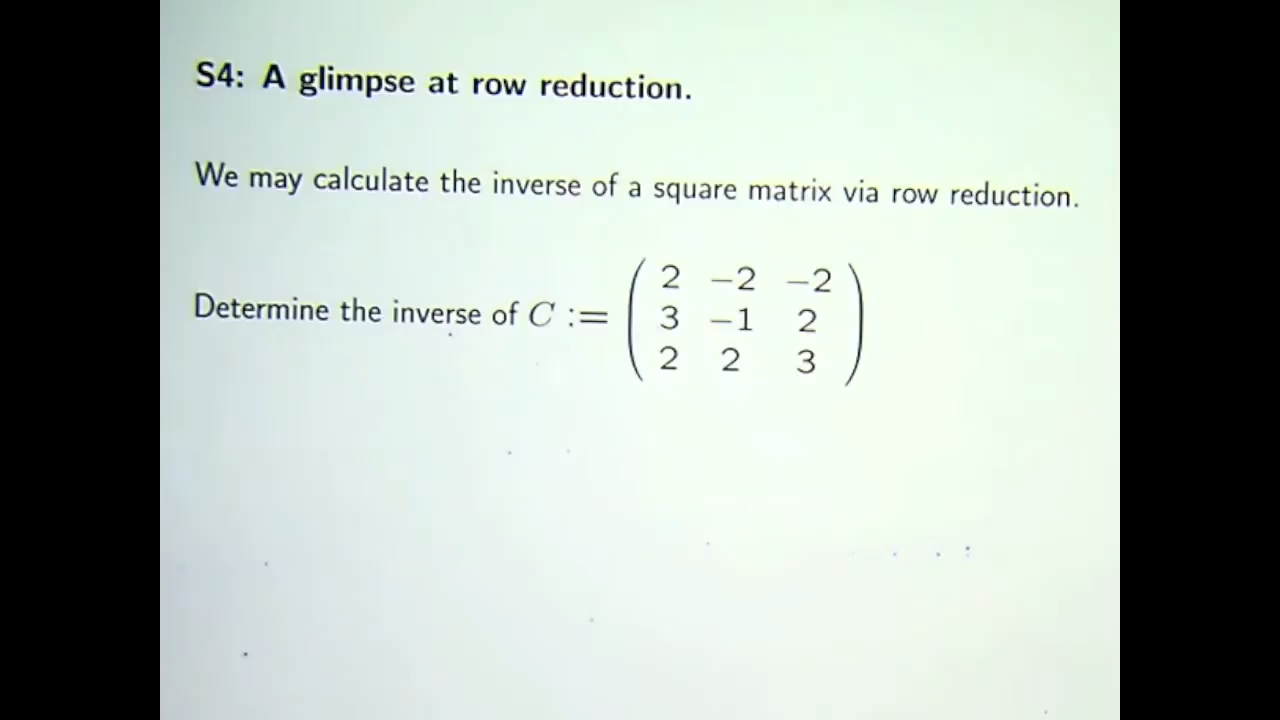 S4: A glimpse at row reduction.
We may calculate the inverse of a square matrix via row reduction.
Determine the inverse of C := ( 2 −2 −2
3 −1 2
2 2 3 )